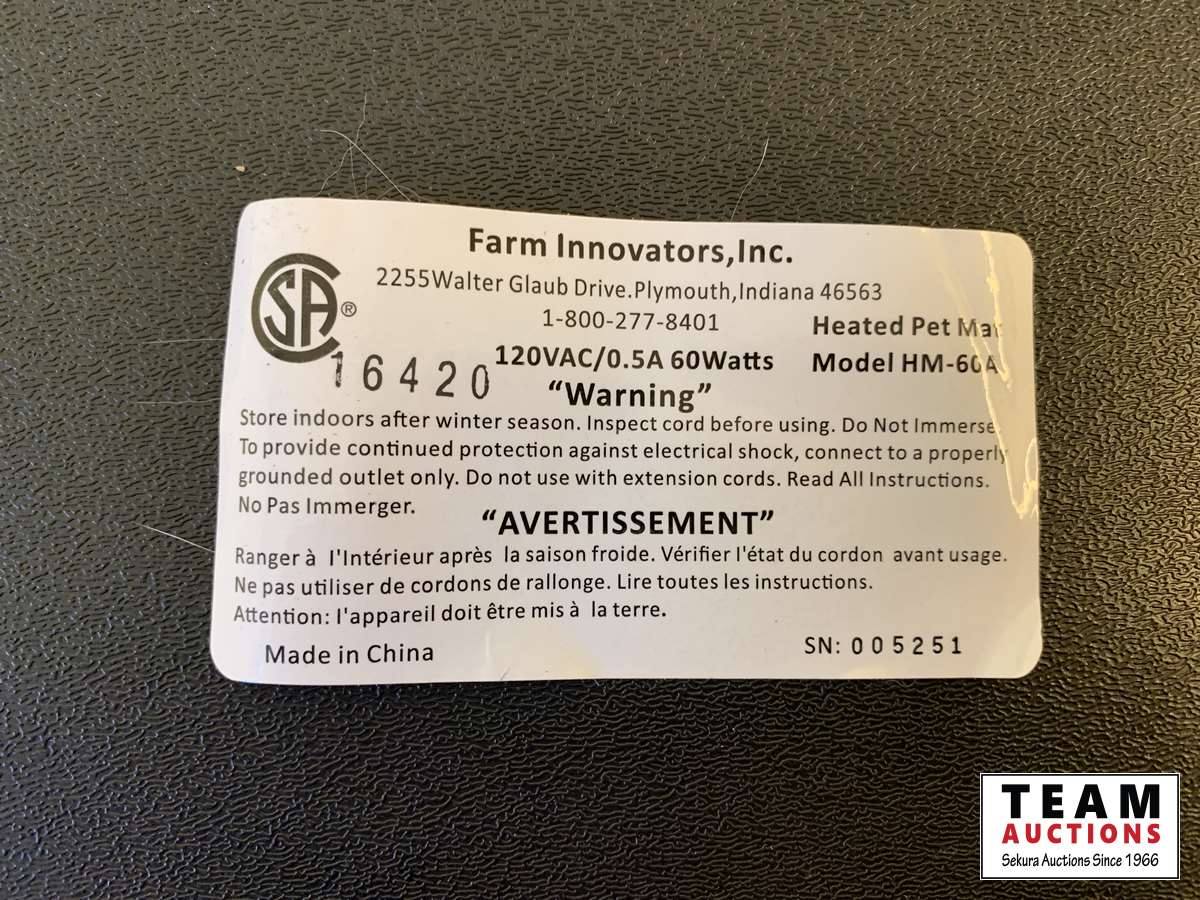 Farm Innovators,Inc.
2255Walter Glaub Drive.Plymouth,Indiana 46563
SA®
1-800-277-8401
Heated Pet Mat
16420
120VAC/0.5A 60Watts
Model HM-60A
“Warning”
Store indoors after winter season. Inspect cord before using. Do Not Immerse.
To provide continued protection against electrical shock, connect to a properly
grounded outlet only. Do not use with extension cords. Read All Instructions.
No Pas Immerger.
“AVERTISSEMENT”
Ranger à l'Intérieur après la saison froide. Vérifier l'état du cordon avant usage.
Ne pas utiliser de cordons de rallonge. Lire toutes les instructions.
Attention: l'appareil doit être mis à la terre.
Made in China
SN: 005251
TEAM
AUCTIONS
Sekura Auctions Since 1966